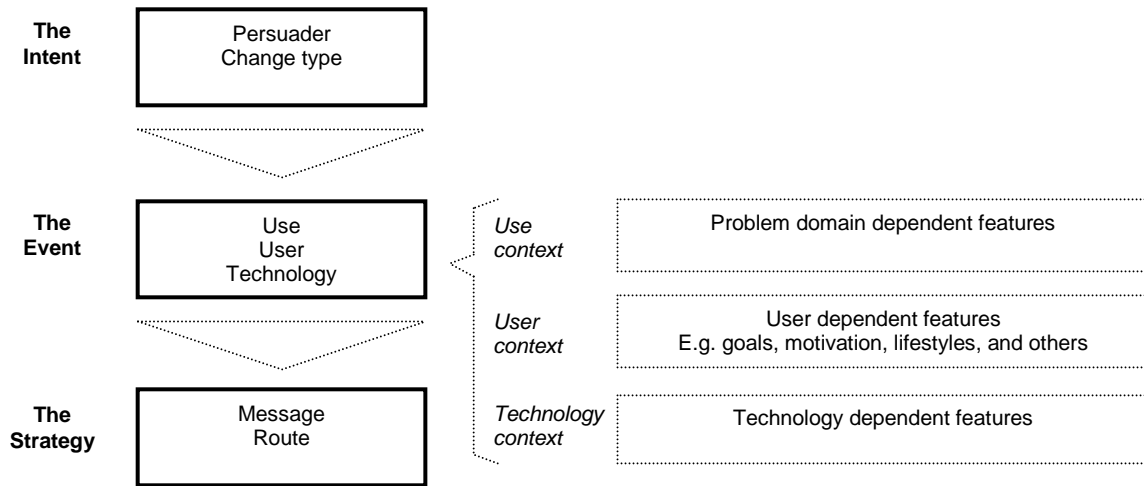 The
Intent
Persuader
Change type
The
Event
Use
User
Technology
Use
context
Problem domain dependent features
User
context
User dependent features
E.g. goals, motivation, lifestyles, and others
The
Strategy
Message
Route
Technology
context
Technology dependent features